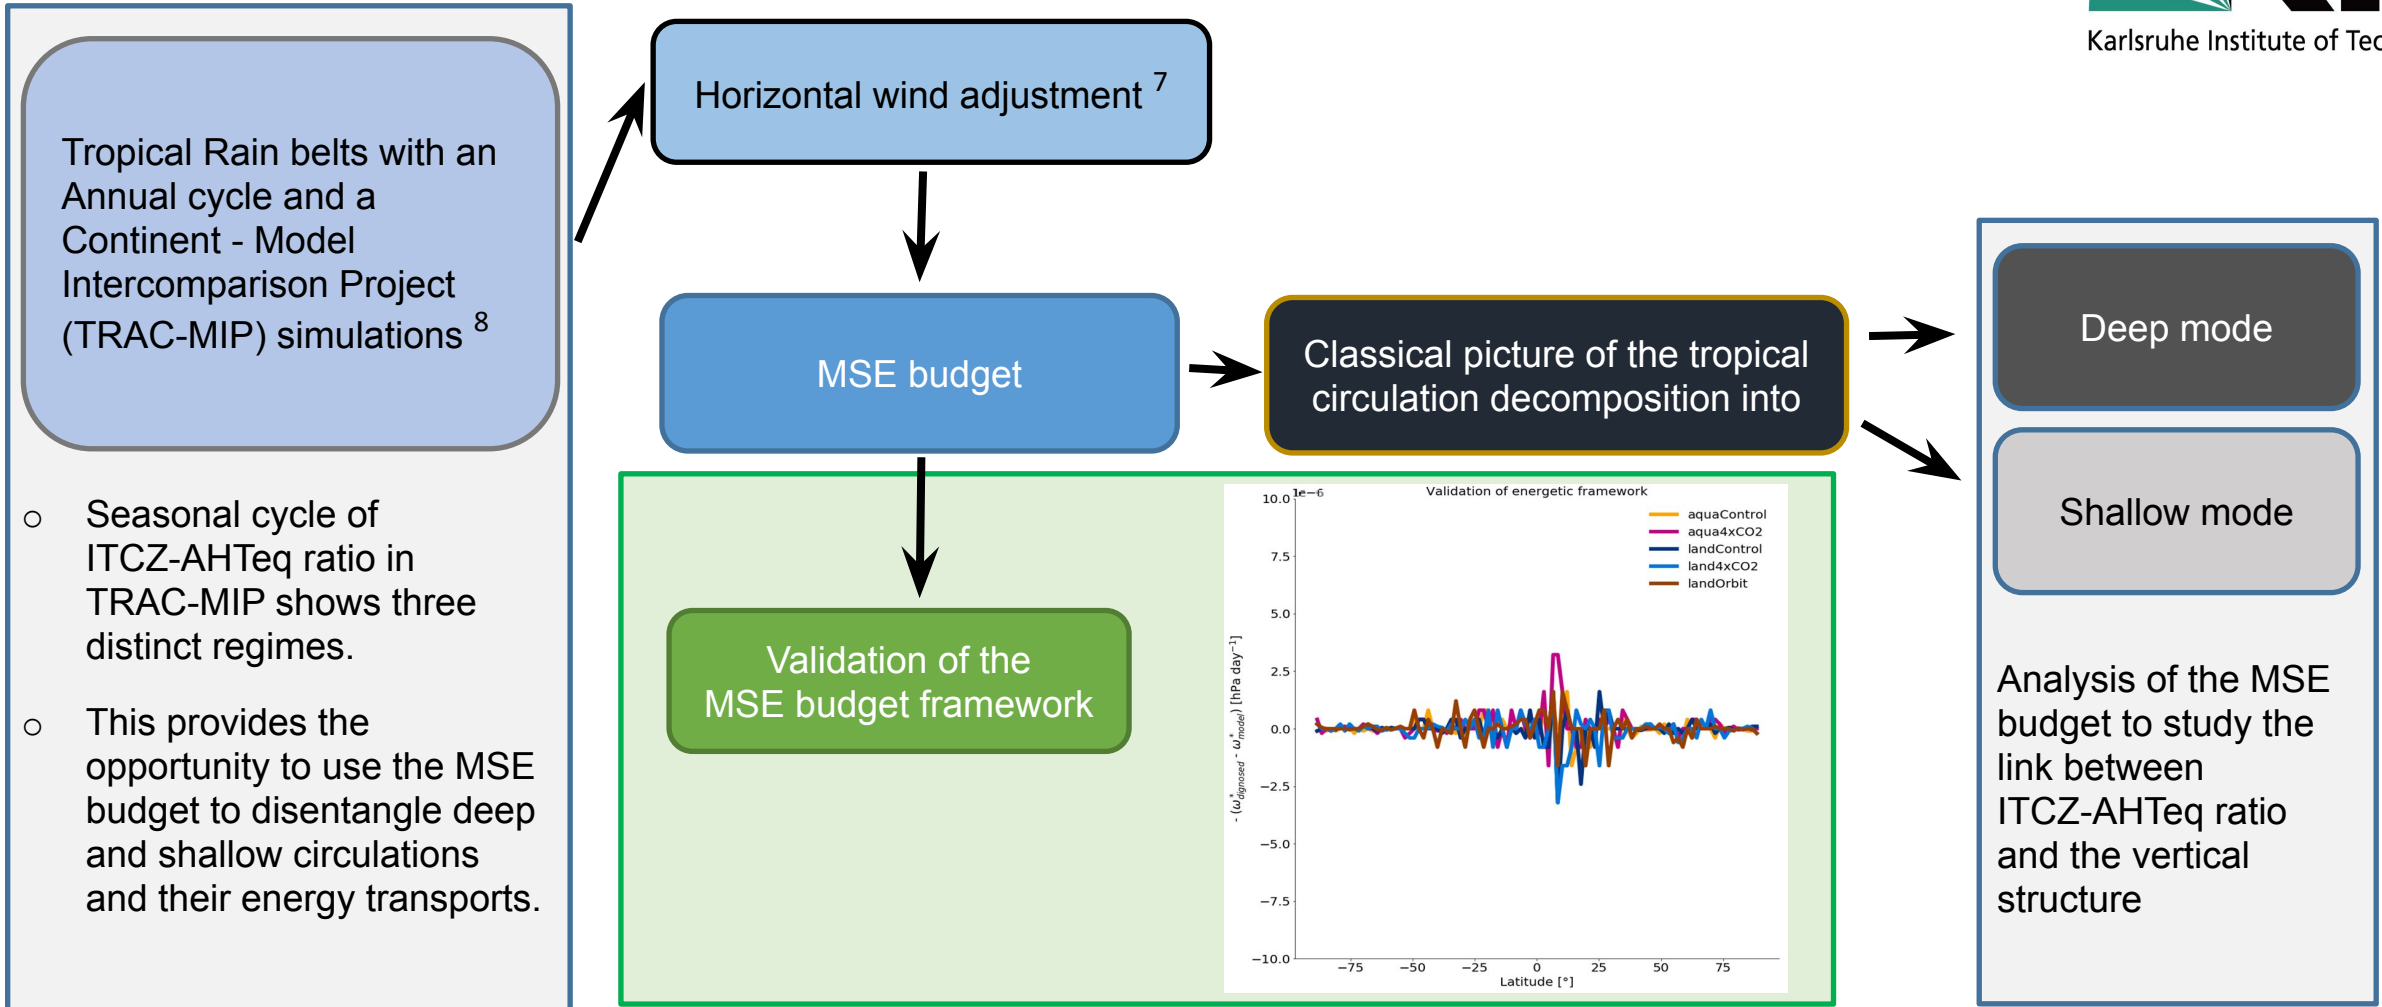 Karlsruhe Institute of Tec
Tropical Rain belts with an
Annual cycle and a
Continent - Model
Intercomparison Project
(TRAC-MIP) simulations 8
○ Seasonal cycle of
ITCZ-AHTeq ratio in
TRAC-MIP shows three
distinct regimes.
○ This provides the
opportunity to use the MSE
budget to disentangle deep
and shallow circulations
and their energy transports.
Horizontal wind adjustment 7
MSE budget
Classical picture of the tropical
circulation decomposition into
Validation of the
MSE budget framework
Validation of energetic framework
1e−6
10.0
7.5
5.0
2.5
0.0
−2.5
−5.0
−7.5
−10.0
- (ω*dignosed - ω*model) [hPa day−1]
aquaControl
aqua4xCO2
landControl
land4xCO2
landOrbit
−75 −50 −25 0 25 50 75
Latitude [°]
Deep mode
Shallow mode
Analysis of the MSE
budget to study the
link between
ITCZ-AHTeq ratio
and the vertical
structure